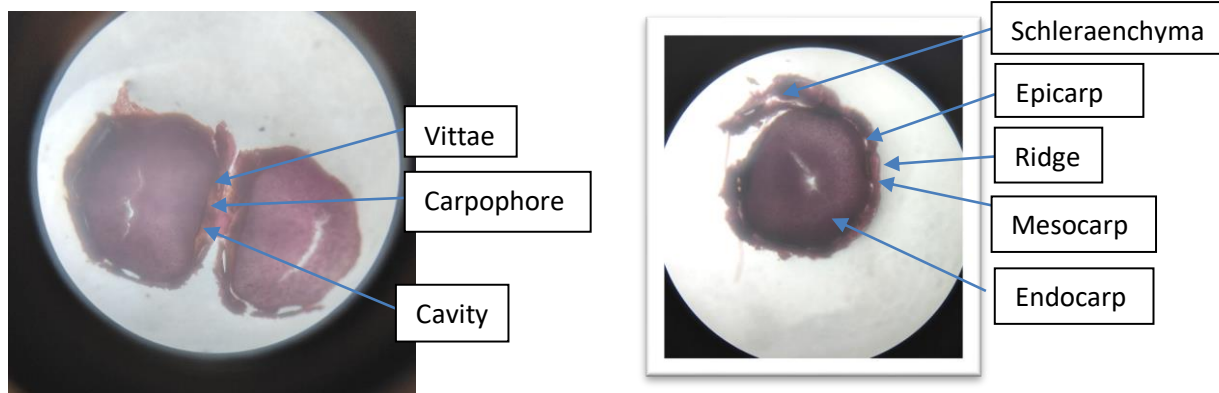 Vittae
Carpophore
Cavity
Schleraenchyma
Epicarp
Ridge
Mesocarp
Endocarp